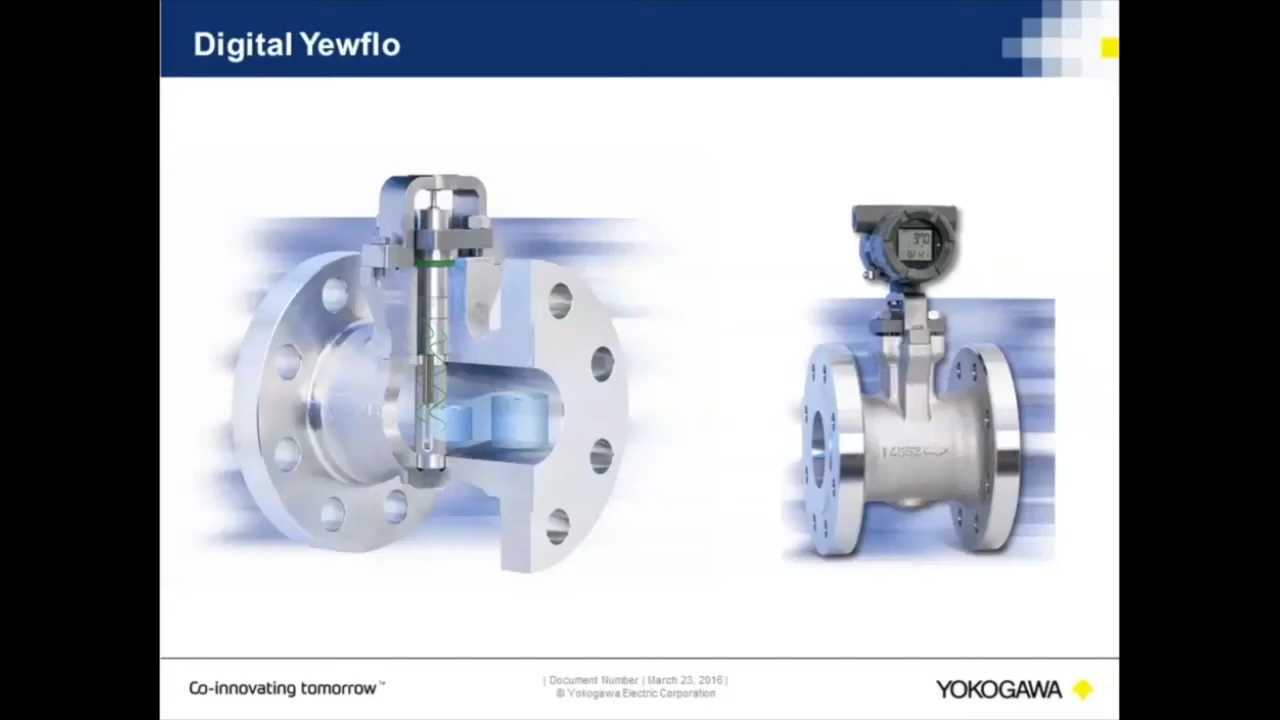 Digital Yewflo
Co-innovating tomorrow™
| Document Number | March 23, 2016 |
© Yokogawa Electric Corporation
YOKOGAWA